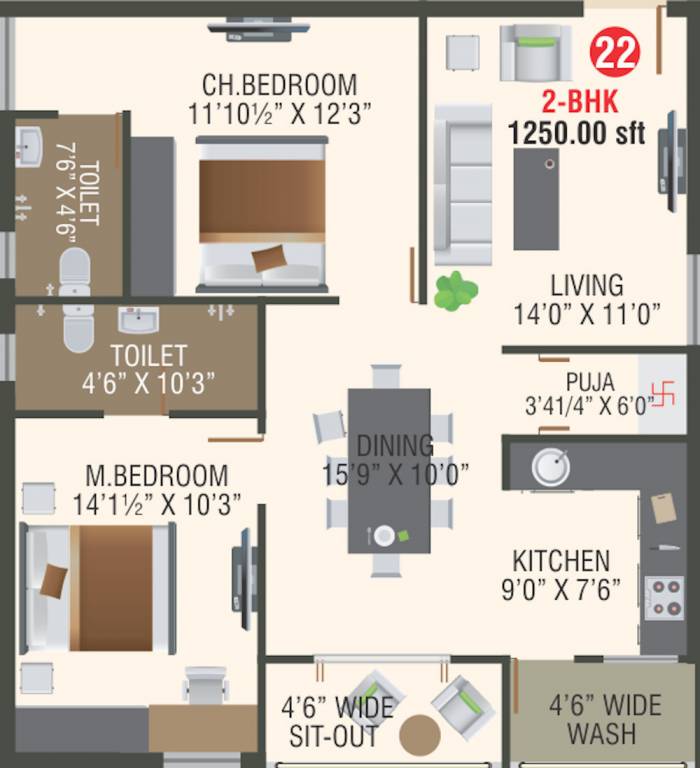 CH.BEDROOM
11'10½" X 12'3"
22
2-BHK
1250.00 sft
TOILET
7'6" X 4'6"
LIVING
14'0" X 11'0"
TOILET
4'6" X 10'3"
PUJA
3'41/4" X 6'0"
DINING
15'9" X 10'0"
M.BEDROOM
14'1½" X 10'3"
KITCHEN
9'0" X 7'6"
4'6" WIDE
SIT-OUT
4'6" WIDE
WASH